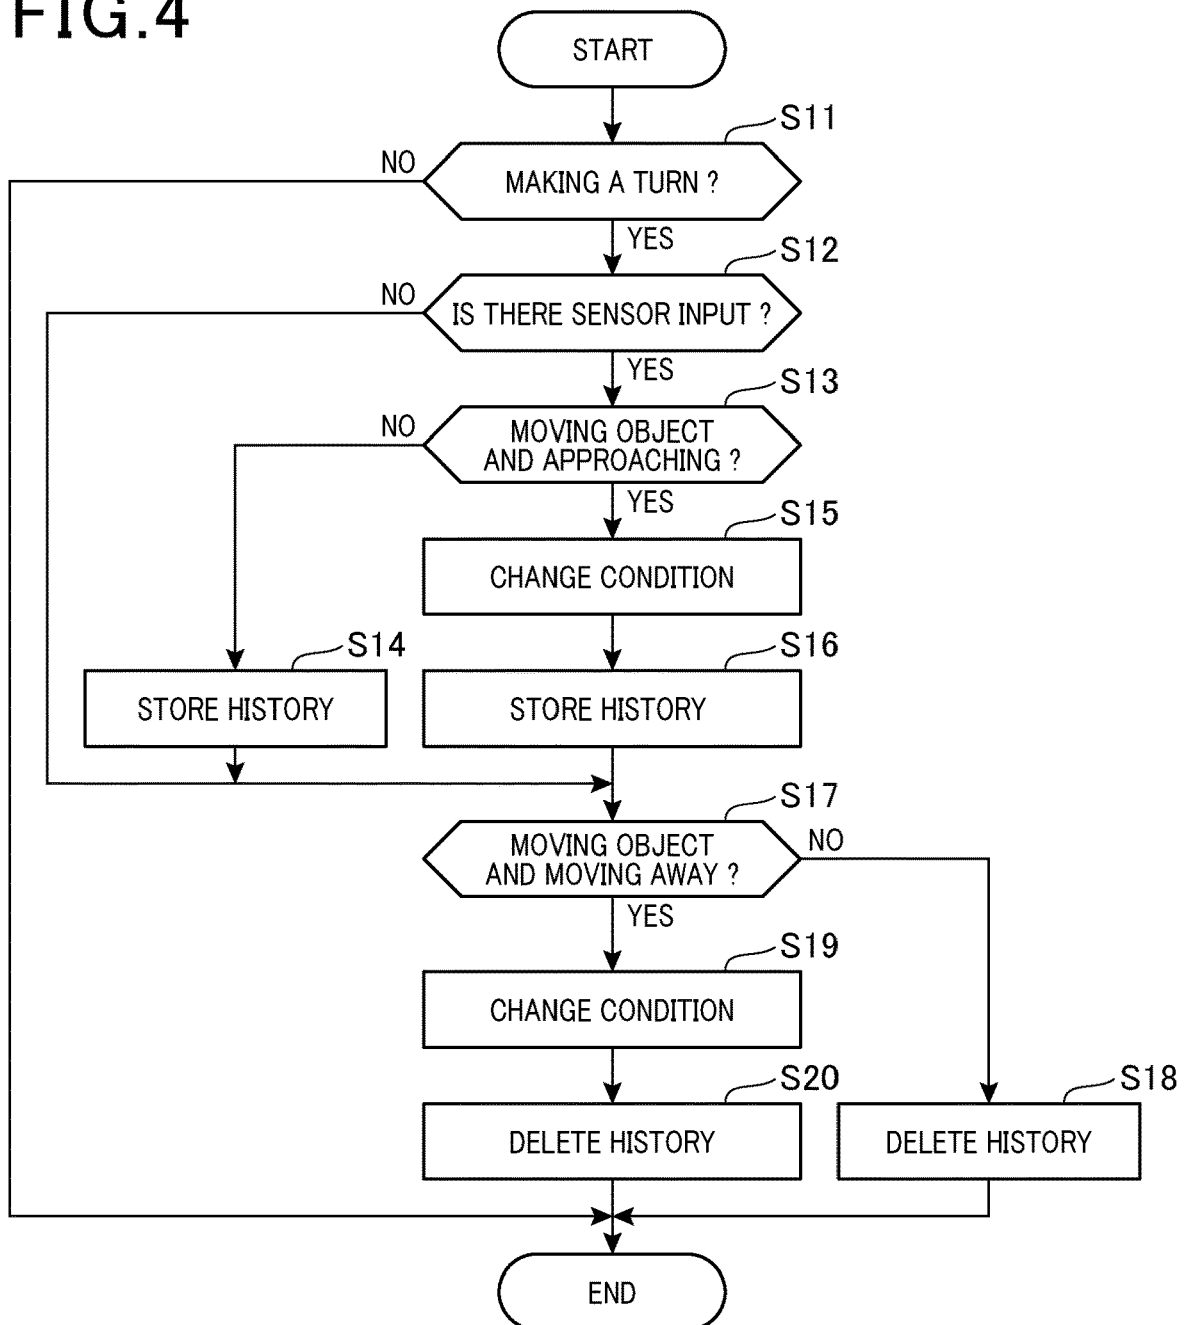 FIG.4
START
S11
NO
MAKING A TURN ?
YES
S12
NO
IS THERE SENSOR INPUT ?
YES
S13
NO
MOVING OBJECT
AND APPROACHING ?
YES
S15
CHANGE CONDITION
S14
S16
STORE HISTORY
STORE HISTORY
S17
MOVING OBJECT
AND MOVING AWAY ?
NO
YES
S19
CHANGE CONDITION
S20
S18
DELETE HISTORY
DELETE HISTORY
END